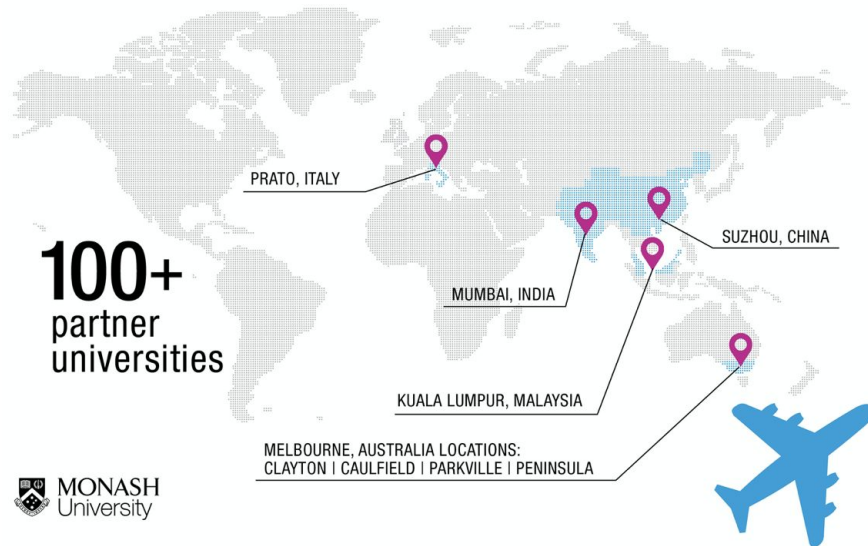 PRATO, ITALY
SUZHOU, CHINA
100+
partner
universities
MUMBAI, INDIA
KUALA LUMPUR, MALAYSIA
MELBOURNE, AUSTRALIA LOCATIONS:
CLAYTON | CAULFIELD | PARKVILLE | PENINSULA
MONASH
University